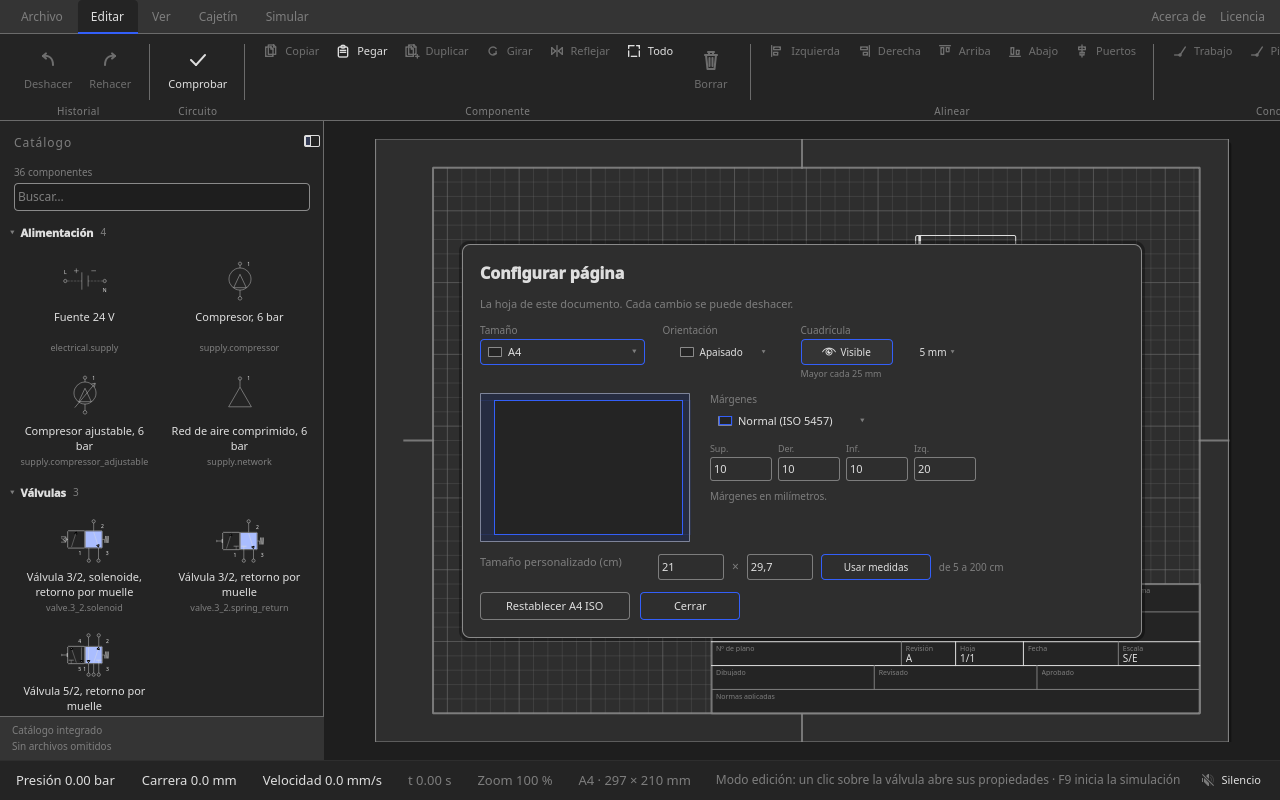 Archivo Editar Ver Cajetín Simular Acerca de Licencia
Copiar Pegar Duplicar Girar Reflejar Todo Izquierda Derecha Arriba Abajo Puertos Trabajo
Deshacer Rehacer Comprobar Borrar
Historial Circuito Componente Alinear
Catálogo
36 componentes
Buscar...
Alimentación 4
Fuente 24 V
electrical.supply
Compresor, 6 bar
supply.compressor
Compresor ajustable, 6
bar
supply.compressor_adjustable
Red de aire comprimido, 6
bar
supply.network
Válvulas 3
Válvula 3/2, solenoide,
retorno por muelle
valve.3_2.solenoid
Válvula 3/2, retorno por
muelle
valve.3_2.spring_return
Válvula 5/2, retorno por
muelle
Catálogo integrado
Sin archivos omitidos
Configurar página
La hoja de este documento. Cada cambio se puede deshacer.
Tamaño Orientación Cuadrícula
A4 Apaisado Visible 5 mm
Mayor cada 25 mm
Márgenes
Normal (ISO 5457)
Sup. Der. Inf. Izq.
10 10 10 20
Márgenes en milímetros.
Tamaño personalizado (cm) 21 × 29,7 Usar medidas de 5 a 200 cm
Restablecer A4 ISO Cerrar
Nº de plano Revisión Hoja Fecha Escala
A 1/1 S/E
Dibujado Revisado Aprobado
Normas aplicadas
Presión 0.00 bar Carrera 0.0 mm Velocidad 0.0 mm/s t 0.00 s Zoom 100 % A4 · 297 × 210 mm Modo edición: un clic sobre la válvula abre sus propiedades · F9 inicia la simulación Silencio